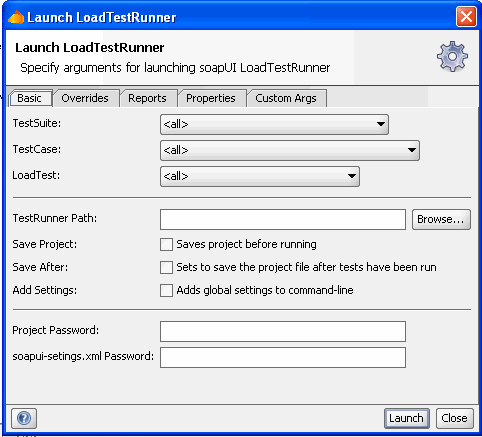 Launch LoadTestRunner
Launch LoadTestRunner
Specify arguments for launching soapUI LoadTestRunner
Basic Overrides Reports Properties Custom Args
TestSuite: <all>
TestCase: <all>
LoadTest: <all>
TestRunner Path: Browse...
Save Project: Saves project before running
Save After: Sets to save the project file after tests have been run
Add Settings: Adds global settings to command-line
Project Password:
soapui-setings.xml Password:
? Launch Close